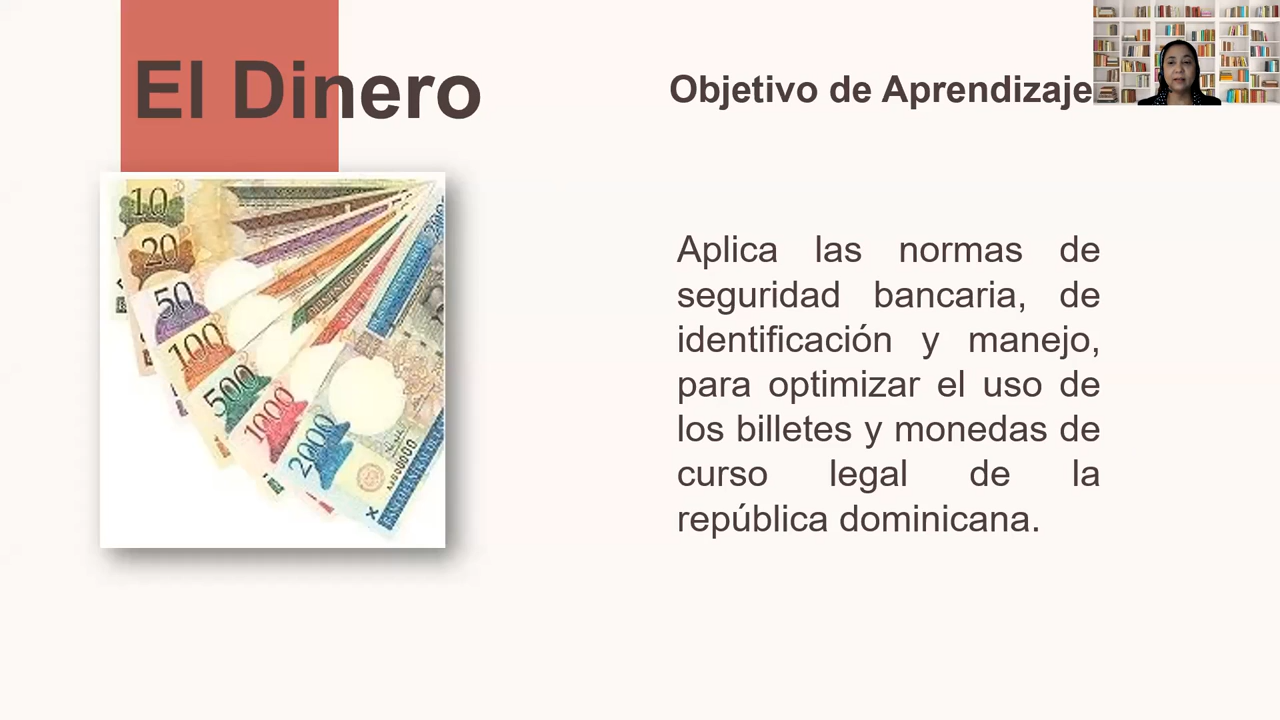 El Dinero
Objetivo de Aprendizaje
Aplica las normas de
seguridad bancaria, de
identificación y manejo,
para optimizar el uso de
los billetes y monedas de
curso legal de la
república dominicana.
10
20
50
100
500
1000
2000